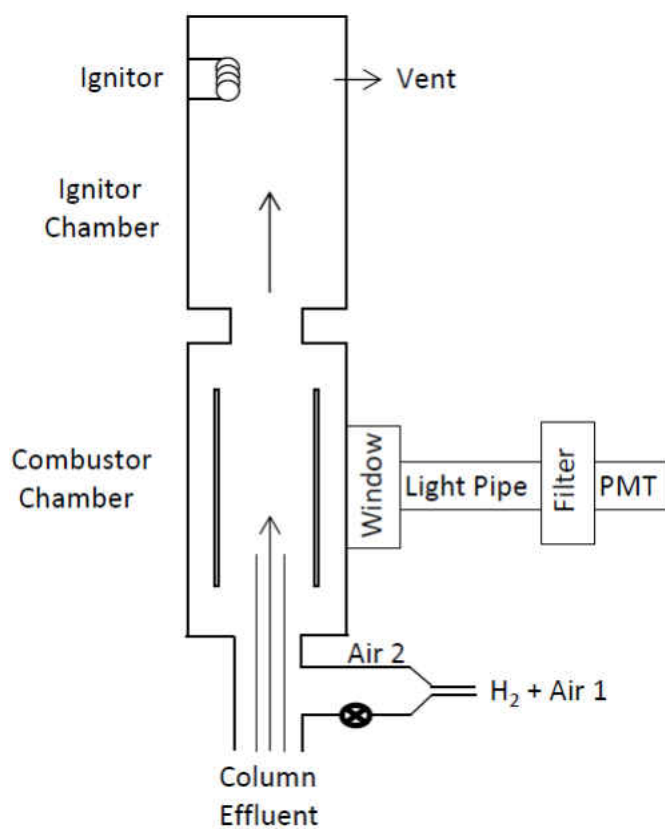 Ignitor
Vent
Ignitor
Chamber
Combustor
Chamber
Window
Light Pipe
Filter
PMT
Air 2
H₂ + Air 1
Column
Effluent